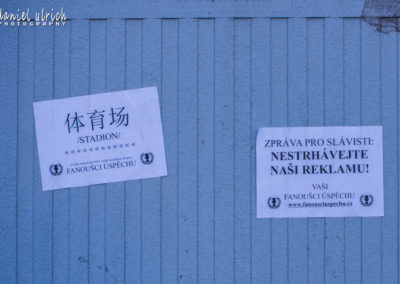 daniel ulrich
PHOTOGRAPHY
体育场
/STADION/
«««««««««««
FANOUŠCI ÚSPĚCHU
ZPRÁVA PRO SLÁVISTI:
NESTRHÁVEJTE
NAŠI REKLAMU!
VAŠI
FANOUŠCI ÚSPĚCHU
www.fanousciuspechu.cz